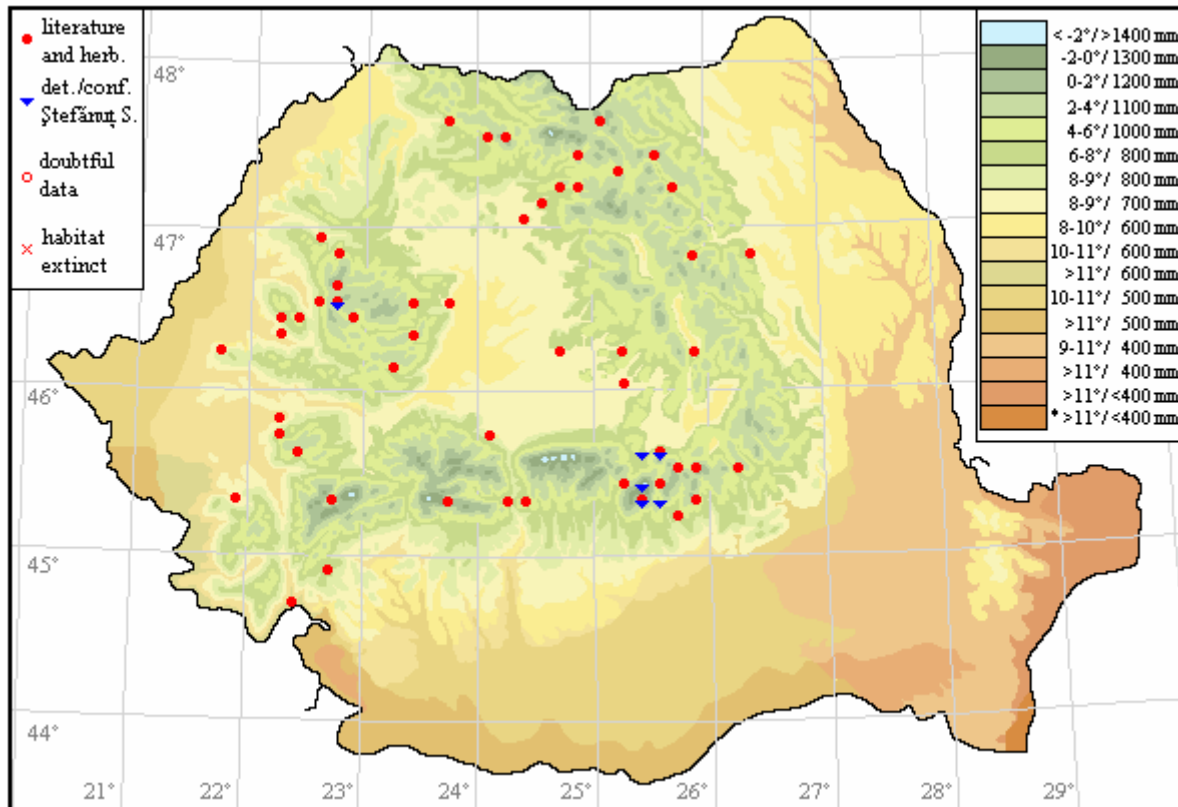 literature
and herb.
det./conf.
Ştefănuţ S.
doubtful
data
habitat
extinct
< -2°/>1400 mm
-2-0°/1300 mm
0-2°/1200 mm
2-4°/1100 mm
4-6°/1000 mm
6-8°/ 800 mm
8-9°/ 800 mm
8-9°/ 700 mm
8-10°/ 600 mm
10-11°/ 600 mm
>11°/ 600 mm
10-11°/ 500 mm
>11°/ 500 mm
9-11°/ 400 mm
>11°/ 400 mm
>11°/<400 mm
* >11°/<400 mm
48°
47°
46°
45°
44°
21°
22°
23°
24°
25°
26°
27°
28°
29°